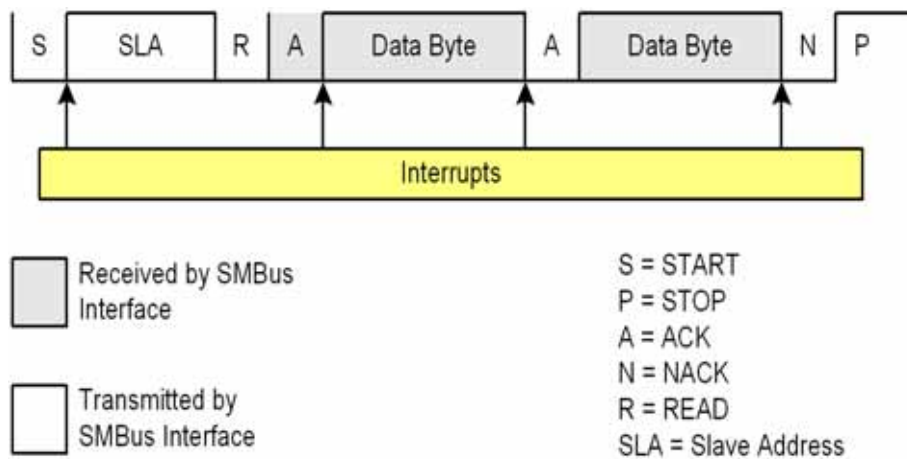 S SLA R A Data Byte A Data Byte N P
Interrupts
Received by SMBus
Interface
Transmitted by
SMBus Interface
S = START
P = STOP
A = ACK
N = NACK
R = READ
SLA = Slave Address